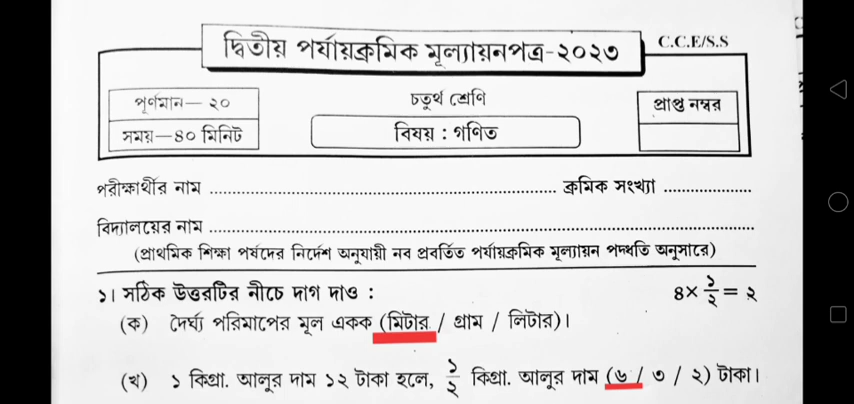 দ্বিতীয় পর্যায়ক্রমিক মূল্যায়নপত্র-২০২৩
C.C.E/S.S
পূর্ণমান— ২০
চতুর্থ শ্রেণি
প্রাপ্ত নম্বর
সময়—৪০ মিনিট
বিষয় : গণিত
পরীক্ষার্থীর নাম ........................................ ক্রমিক সংখ্যা ....................
বিদ্যালয়ের নাম ........................................
(প্রাথমিক শিক্ষা পর্ষদের নির্দেশ অনুযায়ী নব প্রবর্তিত পর্যায়ক্রমিক মূল্যায়ন পদ্ধতি অনুসারে)
১। সঠিক উত্তরটির নীচে দাগ দাও : ৪× ১/২ = ২
(ক) দৈর্ঘ্য পরিমাপের মূল একক (মিটার / গ্রাম / লিটার)।
(খ) ১ কিগ্রা. আলুর দাম ১২ টাকা হলে, ১/২ কিগ্রা. আলুর দাম (৬ / ৩ / ২) টাকা।